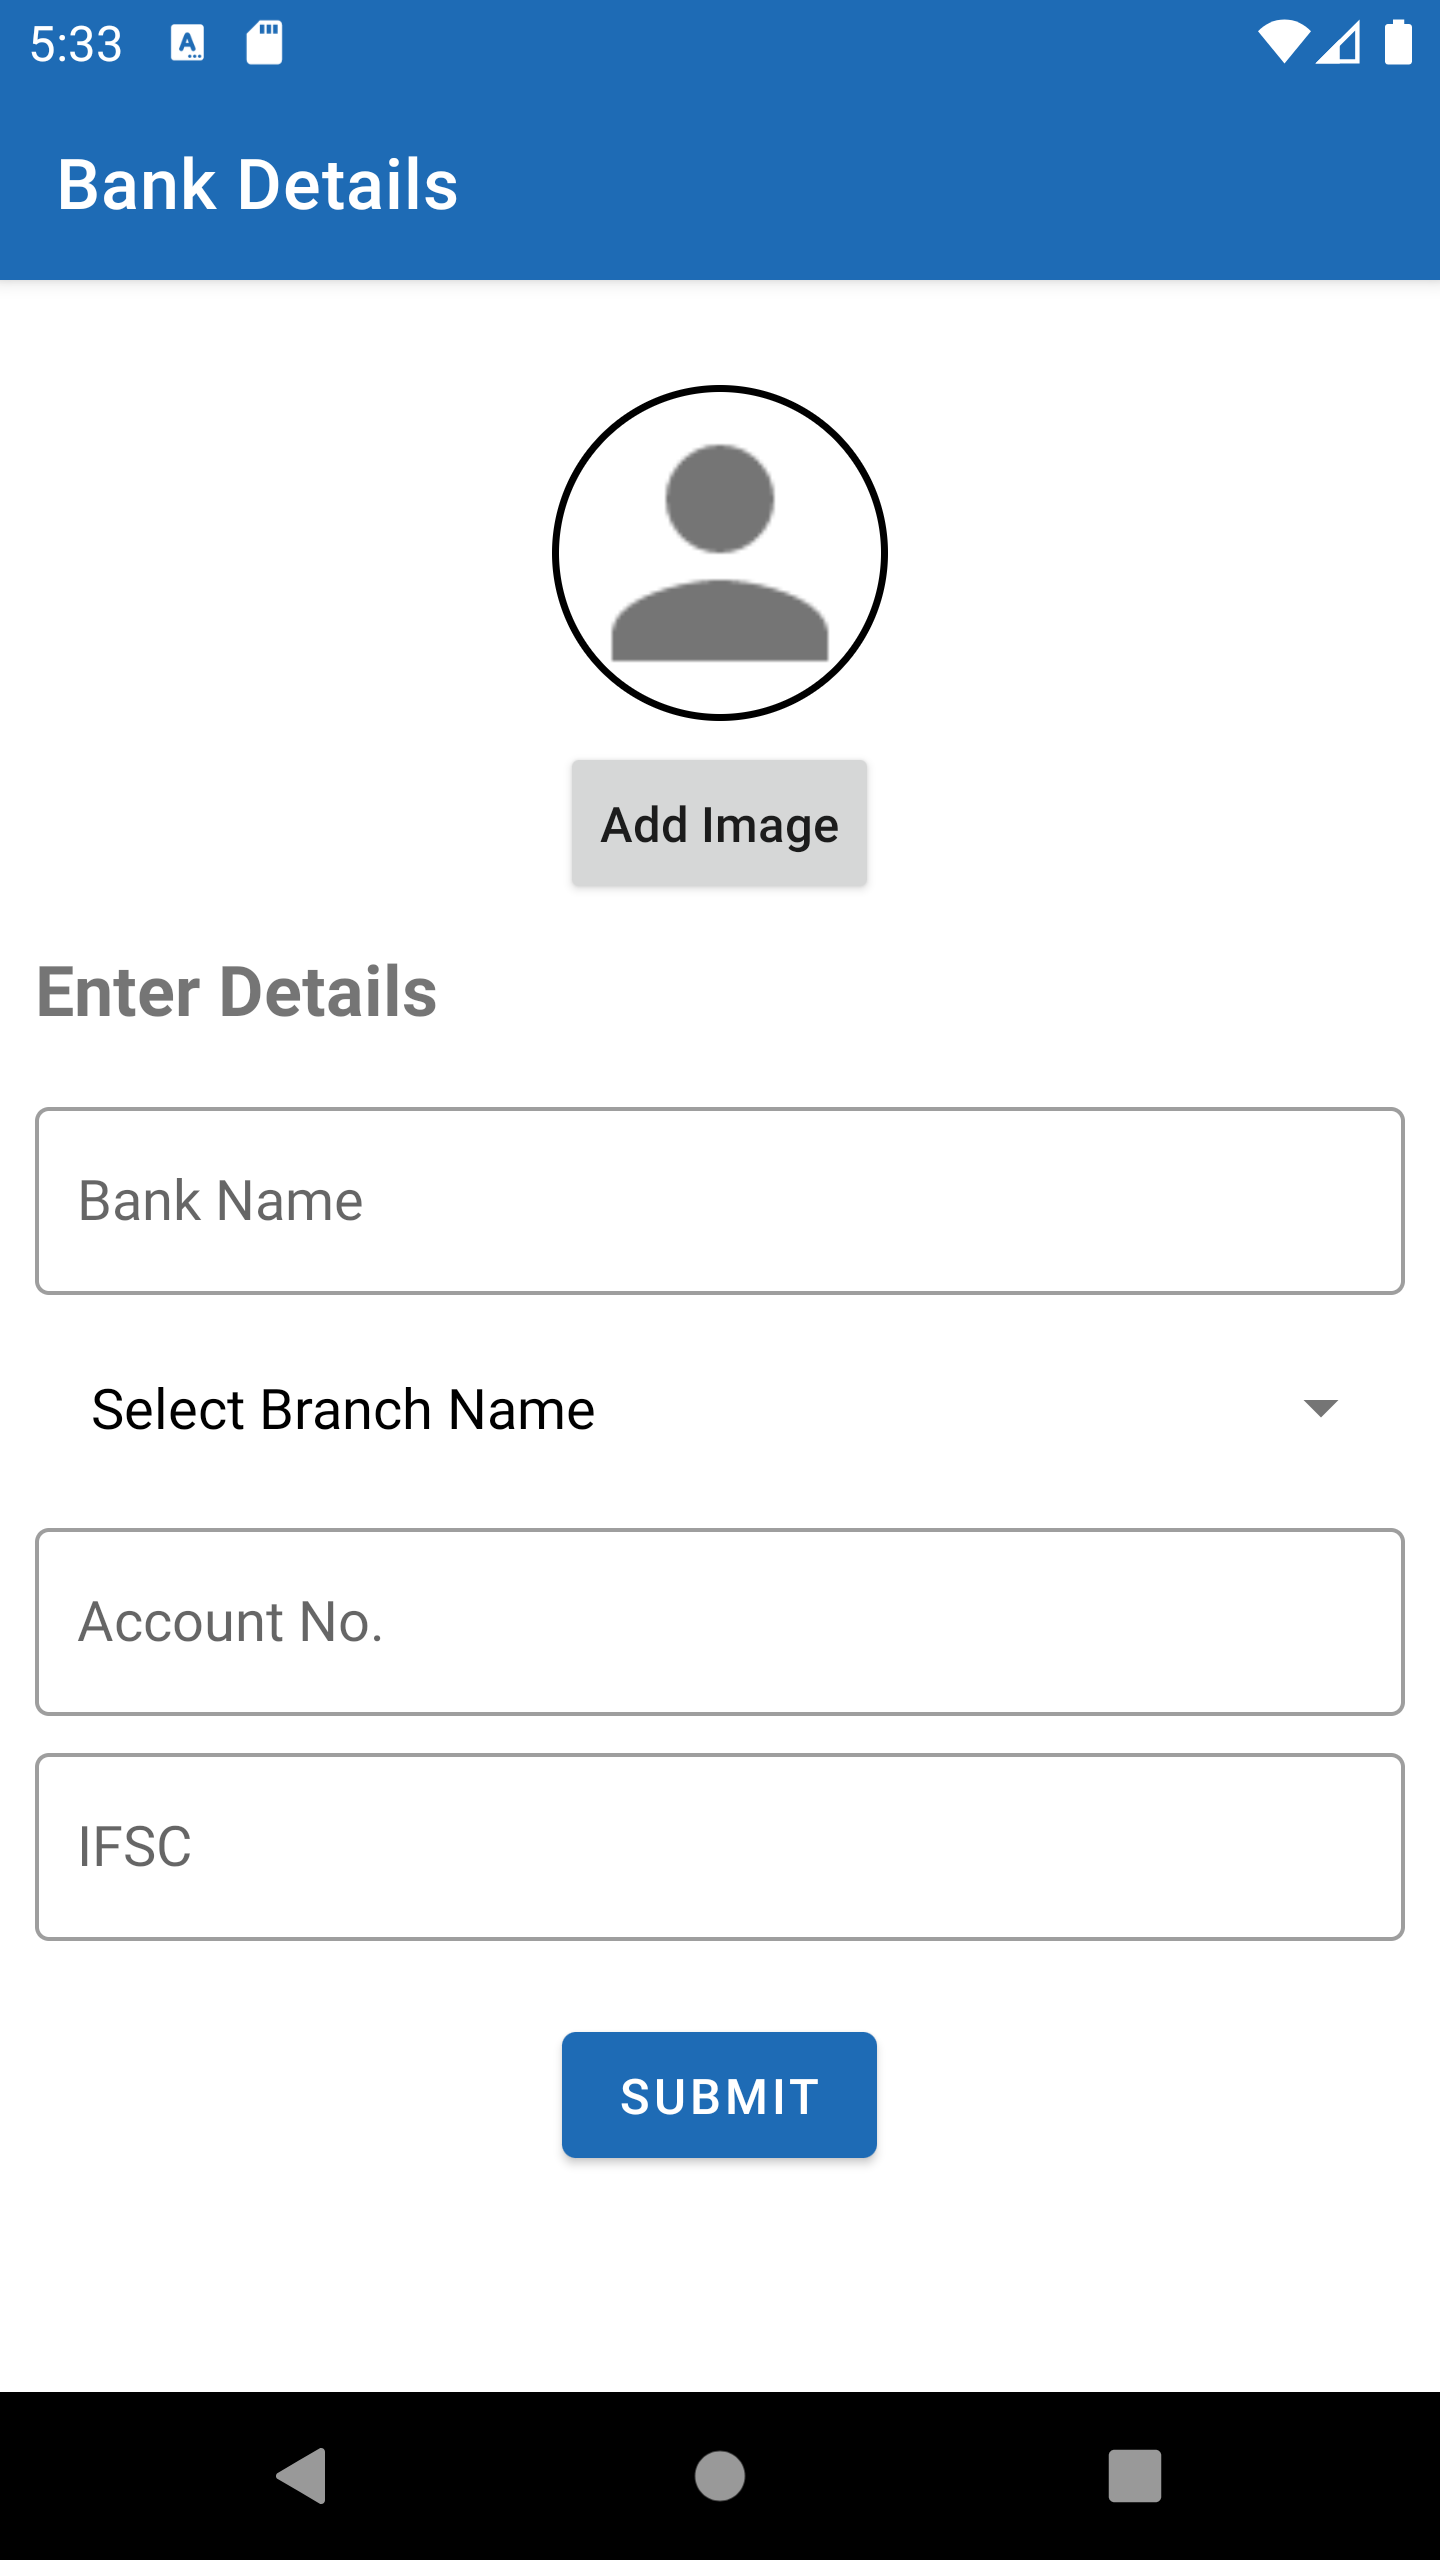 5:33
Bank Details
Add Image
Enter Details
Bank Name
Select Branch Name
Account No.
IFSC
SUBMIT